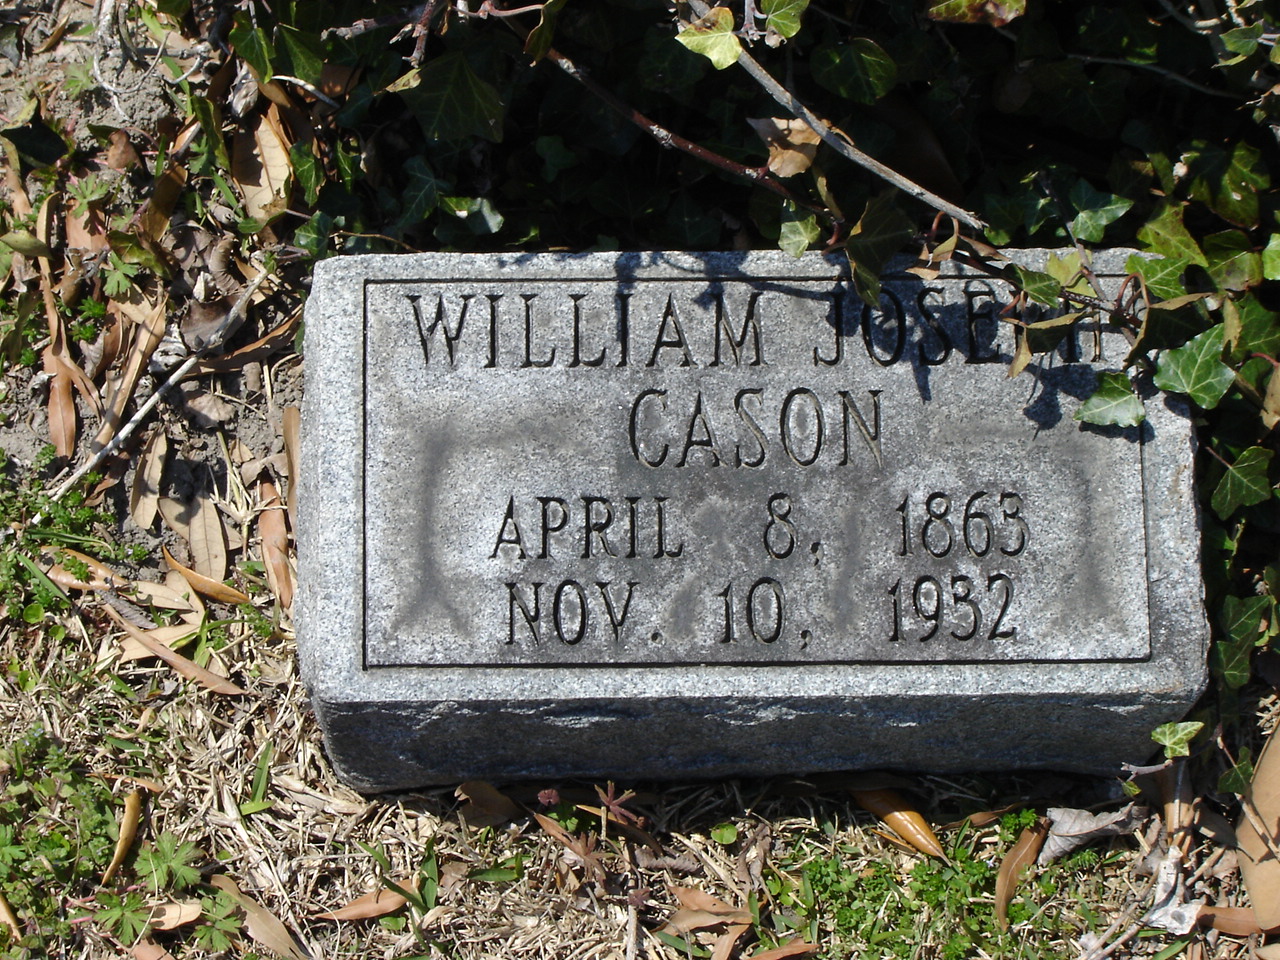 WILLIAM JOSEPH
CASON
APRIL 8, 1863
NOV. 10, 1932